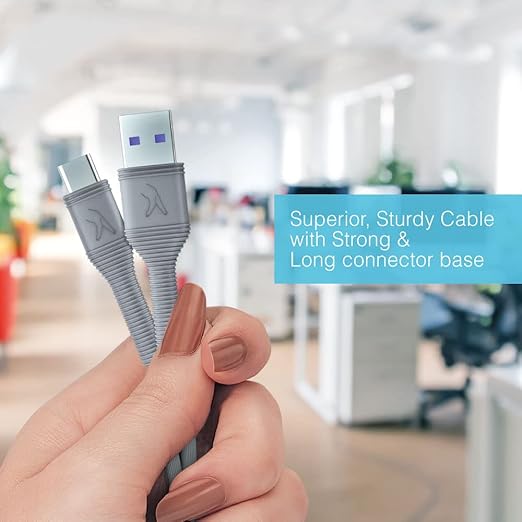 Superior, Sturdy Cable
with Strong &
Long connector base